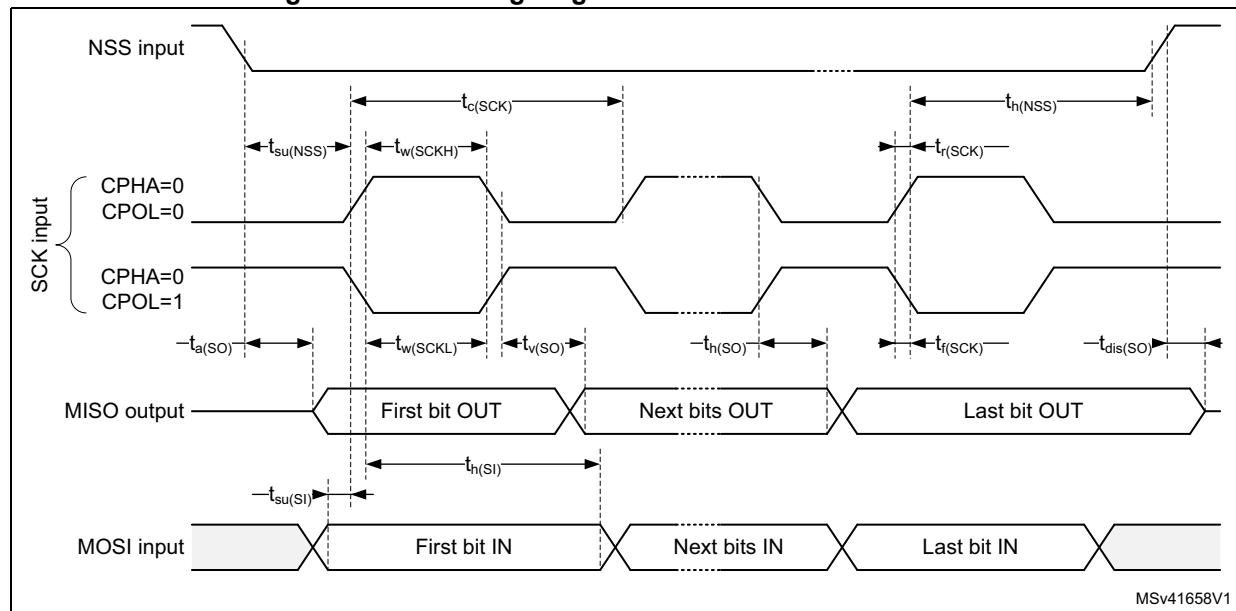 NSS input
tc(SCK)
th(NSS)
tsu(NSS)
tw(SCKH)
tr(SCK)
SCK input
CPHA=0
CPOL=0
CPHA=0
CPOL=1
ta(SO)
tw(SCKL)
tv(SO)
th(SO)
tf(SCK)
tdis(SO)
MISO output
First bit OUT
Next bits OUT
Last bit OUT
th(SI)
tsu(SI)
MOSI input
First bit IN
Next bits IN
Last bit IN
MSv41658V1